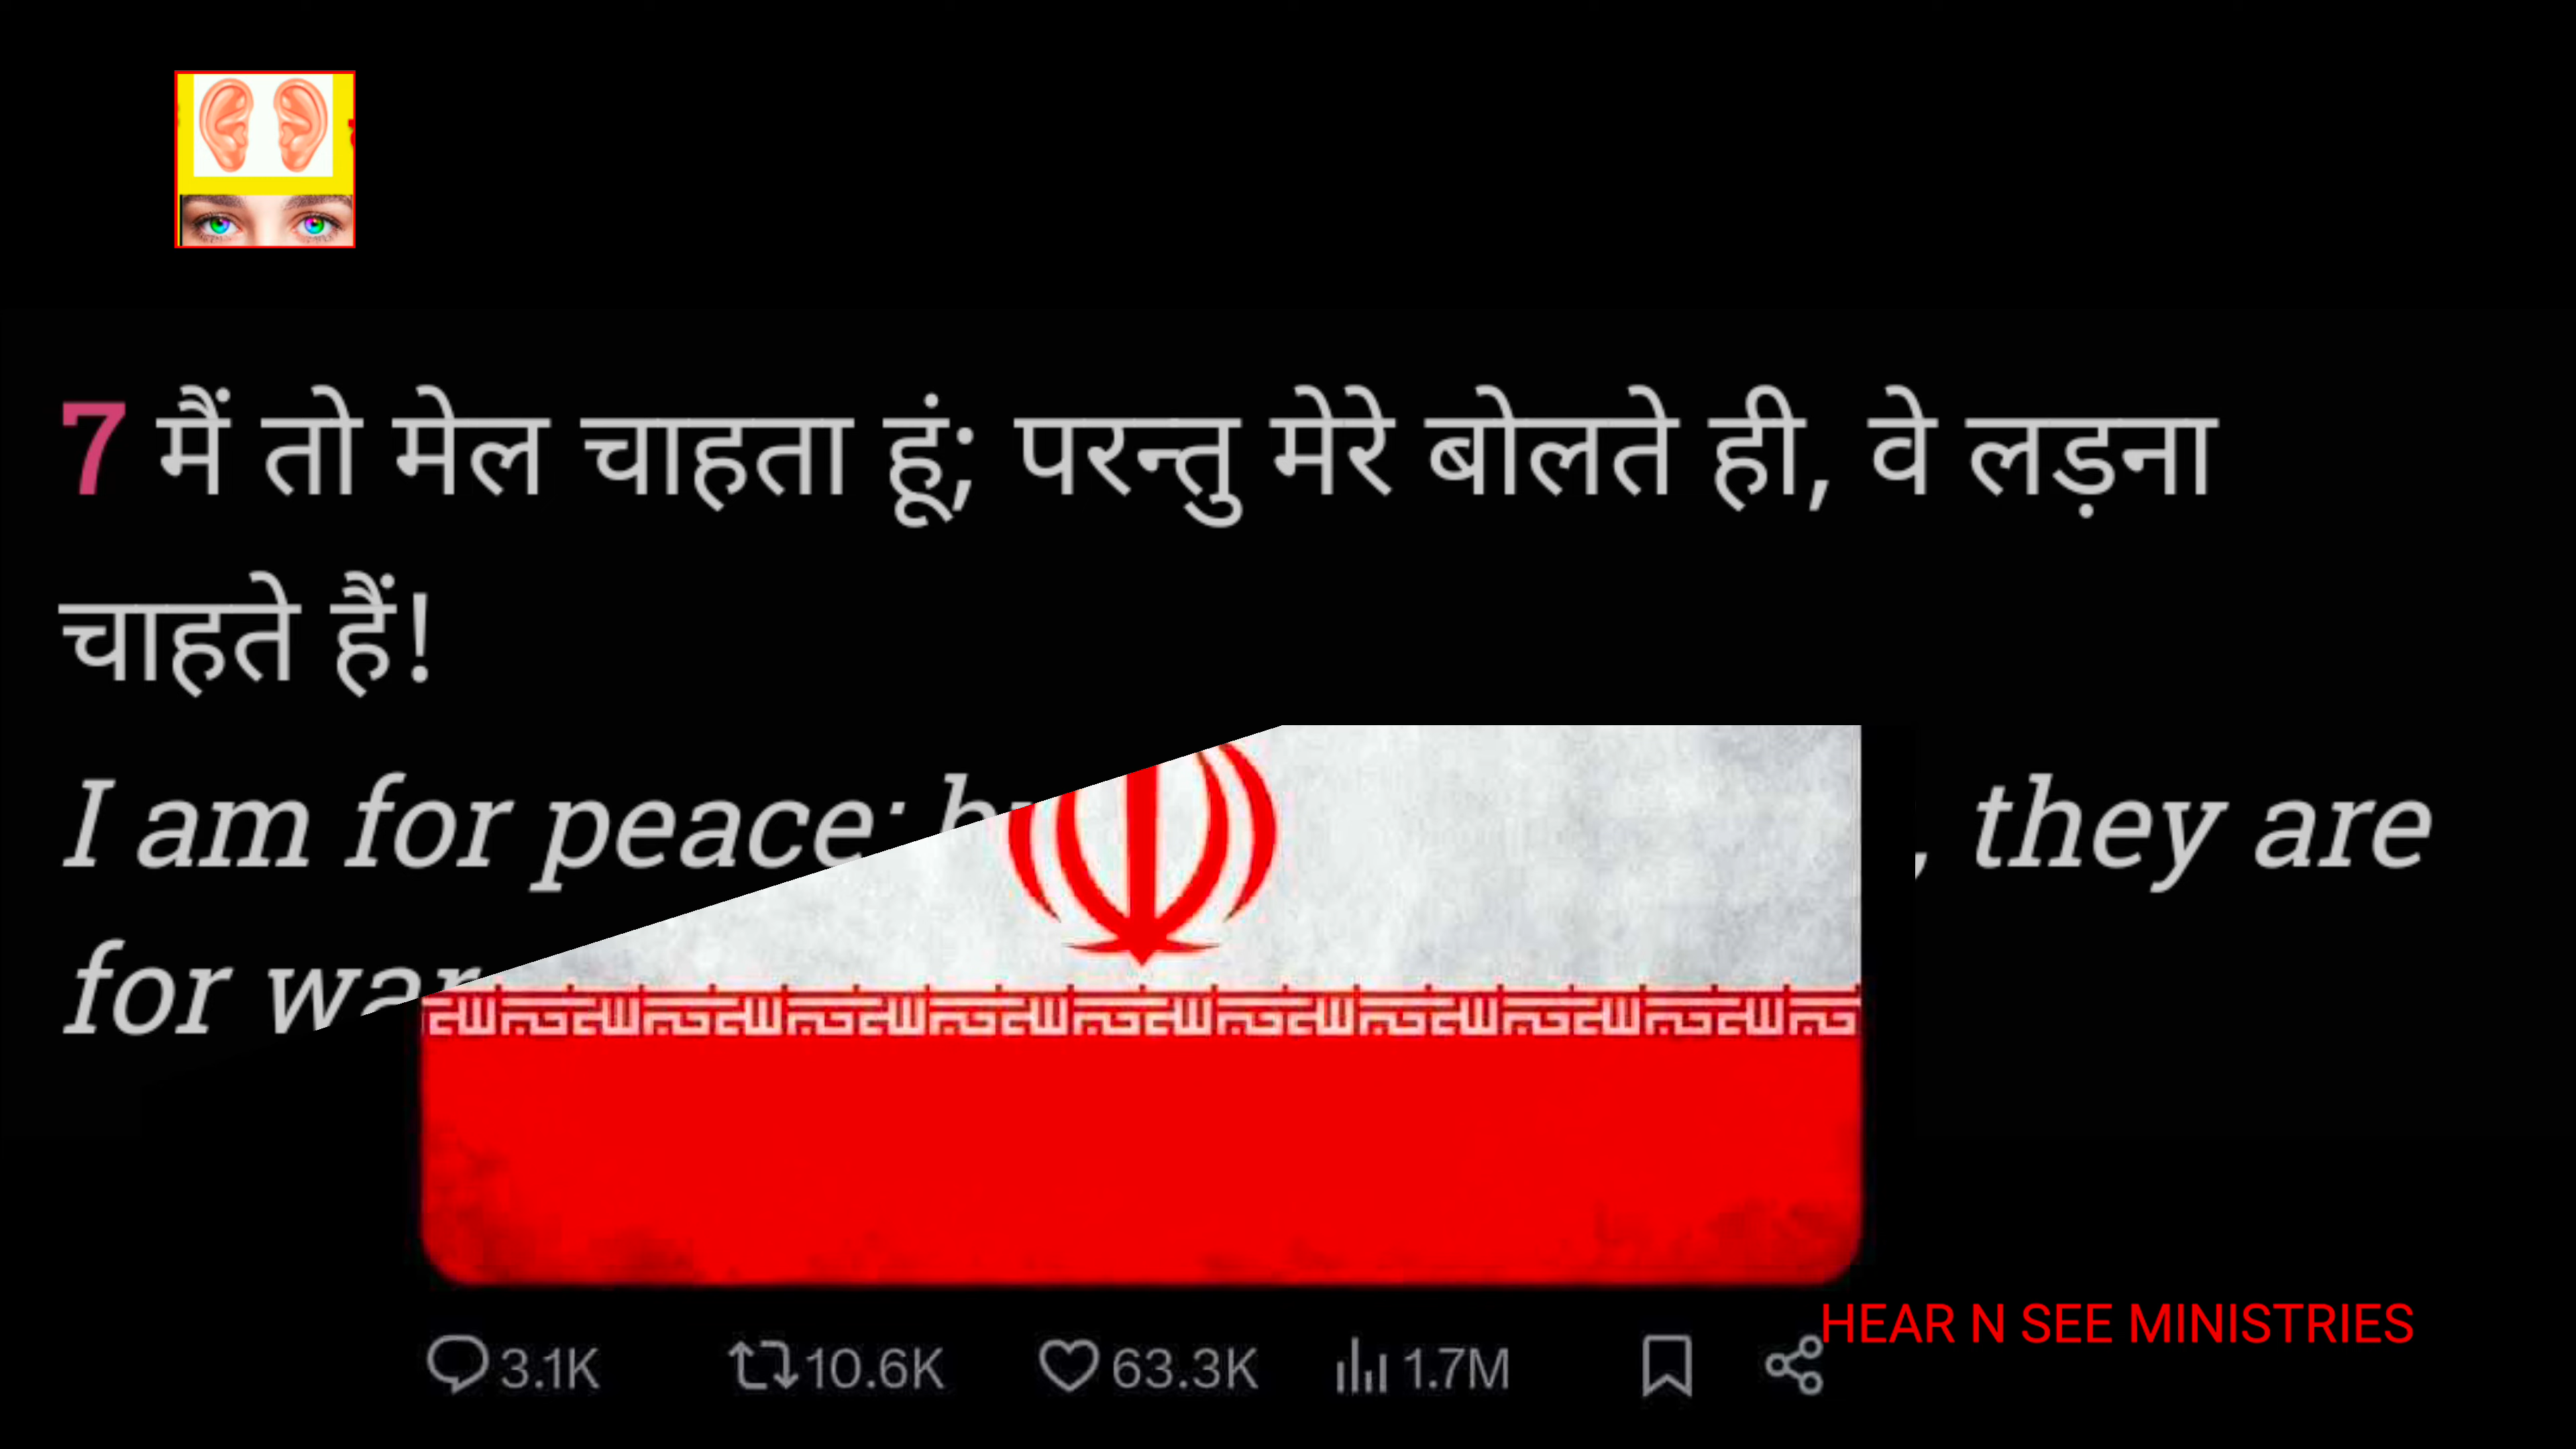 7 मैं तो मेल चाहता हूं; परन्तु मेरे बोलते ही, वे लड़ना
चाहते हैं!
I am for peace; , they are
for war
3.1K 10.6K 63.3K 1.7M
HEAR N SEE MINISTRIES